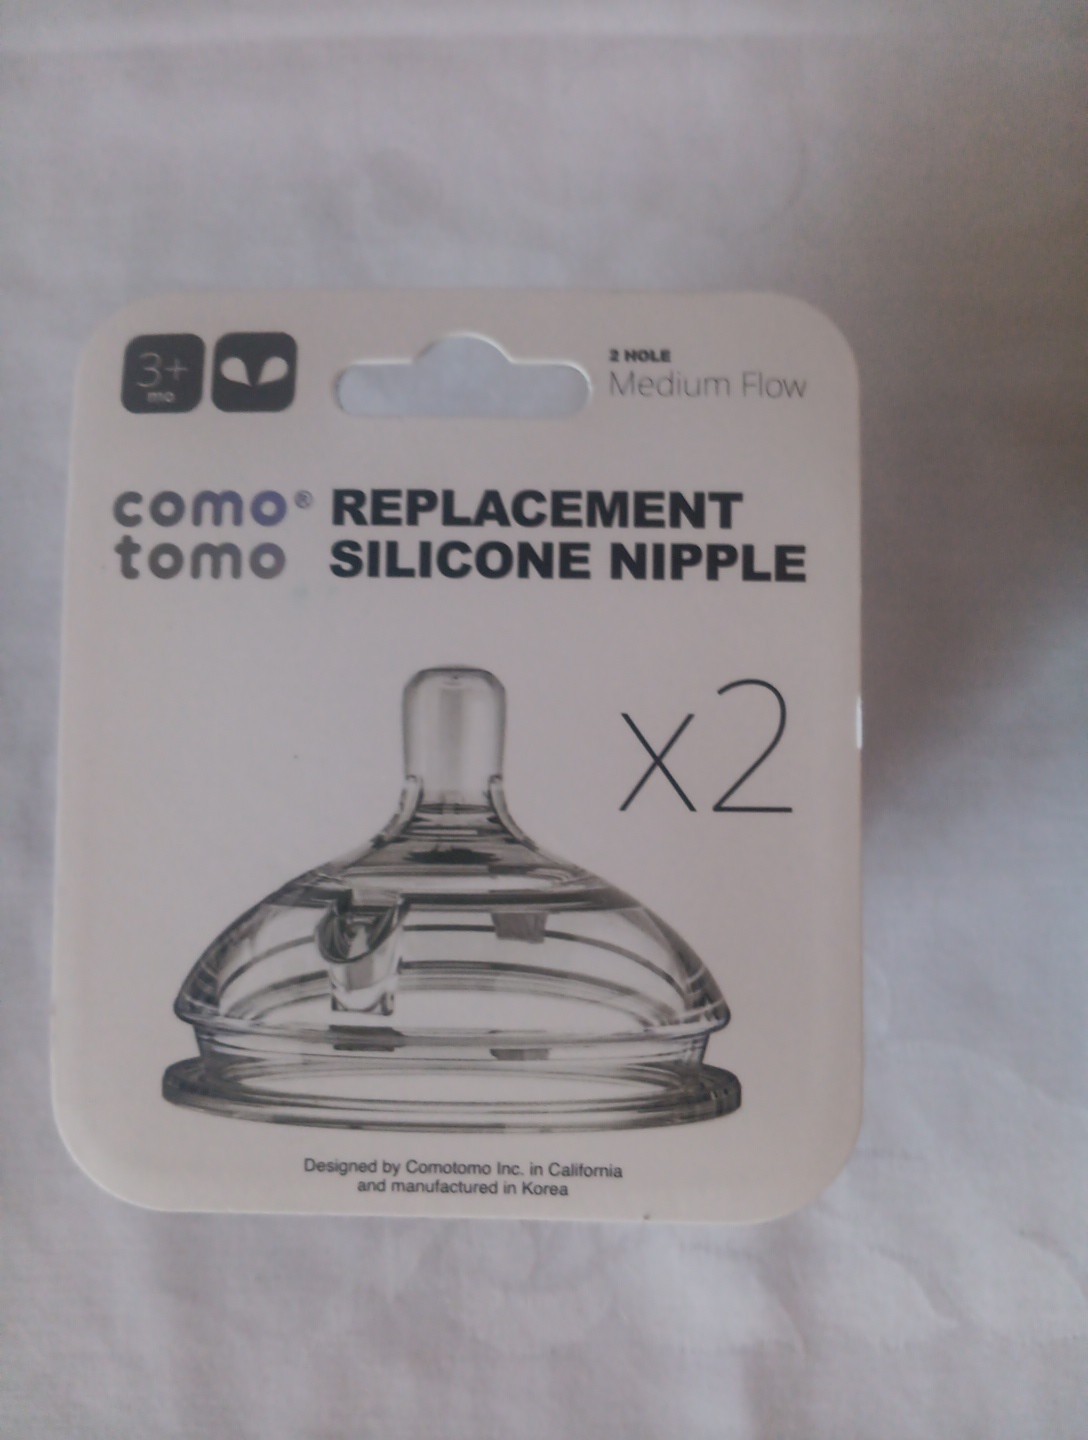 3+
mo
2 HOLE
Medium Flow
como®
tomo
REPLACEMENT
SILICONE NIPPLE
x2
Designed by Comotomo Inc. in California
and manufactured in Korea